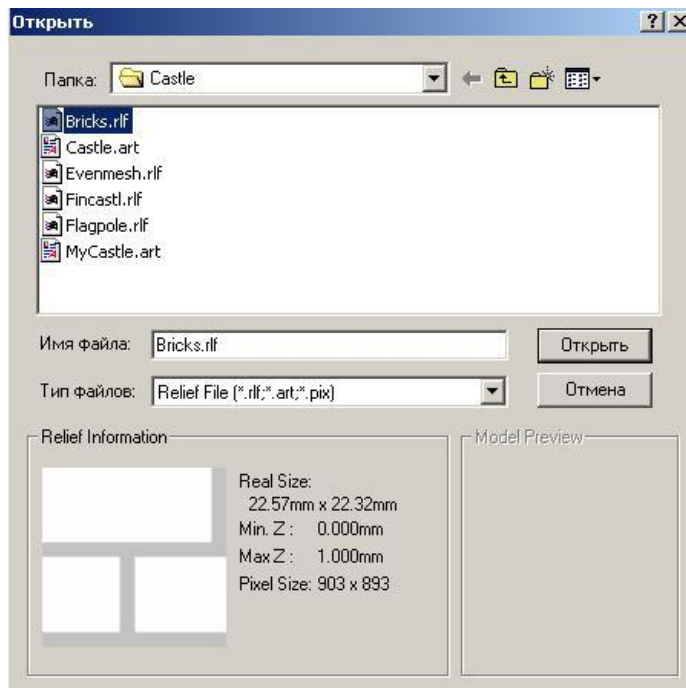 Открыть
Папка: Castle
Bricks.rlf
Castle.art
Evenmesh.rlf
Fincastl.rlf
Flagpole.rlf
MyCastle.art
Имя файла: Bricks.rlf Открыть
Тип файлов: Relief File (*.rlf;*.art;*.pix) Отмена
Relief Information Model Preview
Real Size:
22.57mm x 22.32mm
Min. Z : 0.000mm
Max Z : 1.000mm
Pixel Size: 903 x 893